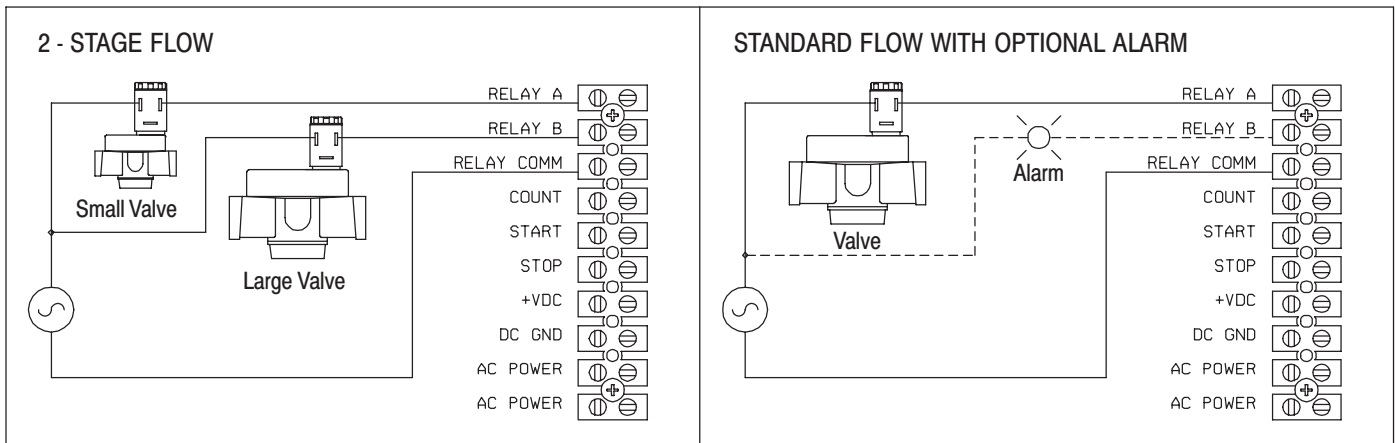 2 - STAGE FLOW
RELAY A
RELAY B
RELAY COMM
COUNT
START
STOP
+VDC
DC GND
AC POWER
AC POWER
Small Valve
Large Valve
STANDARD FLOW WITH OPTIONAL ALARM
RELAY A
RELAY B
RELAY COMM
COUNT
START
STOP
+VDC
DC GND
AC POWER
AC POWER
Alarm
Valve